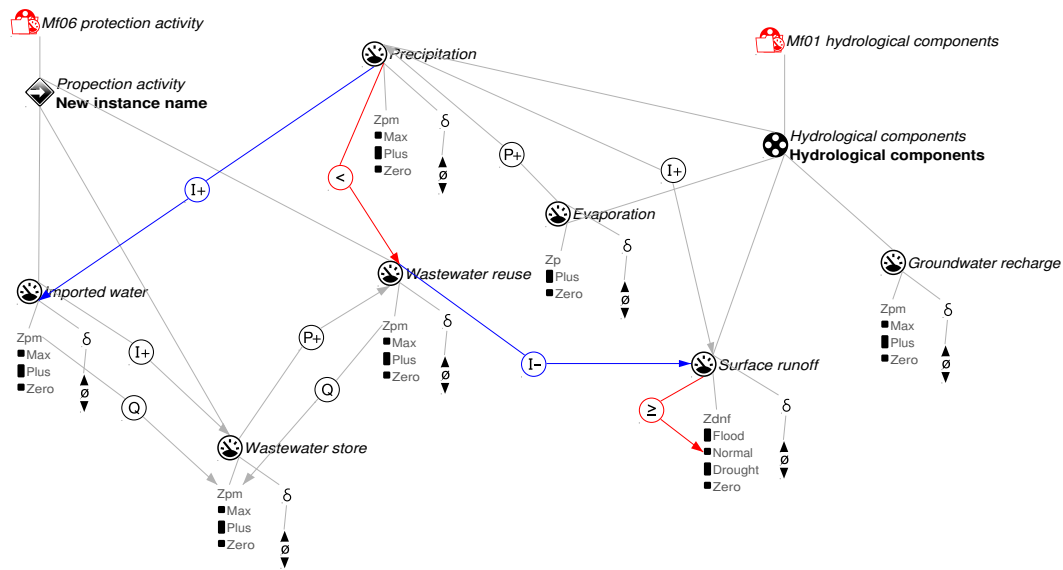 Mf06 protection activity
Mf01 hydrological components
Precipitation
Propection activity
New instance name
Zpm
Max
Plus
Zero
δ
ø
Hydrological components
Hydrological components
P+
I+
<
I+
Evaporation
Zp
Plus
Zero
δ
ø
Groundwater recharge
Zpm
Max
Plus
Zero
δ
ø
Wastewater reuse
Zpm
Max
Plus
Zero
δ
ø
Imported water
Zpm
Max
Plus
Zero
δ
ø
I+
P+
I−
Surface runoff
Q
Q
≥
Zdnf
Flood
Normal
Drought
Zero
δ
ø
Wastewater store
Zpm
Max
Plus
Zero
δ
ø